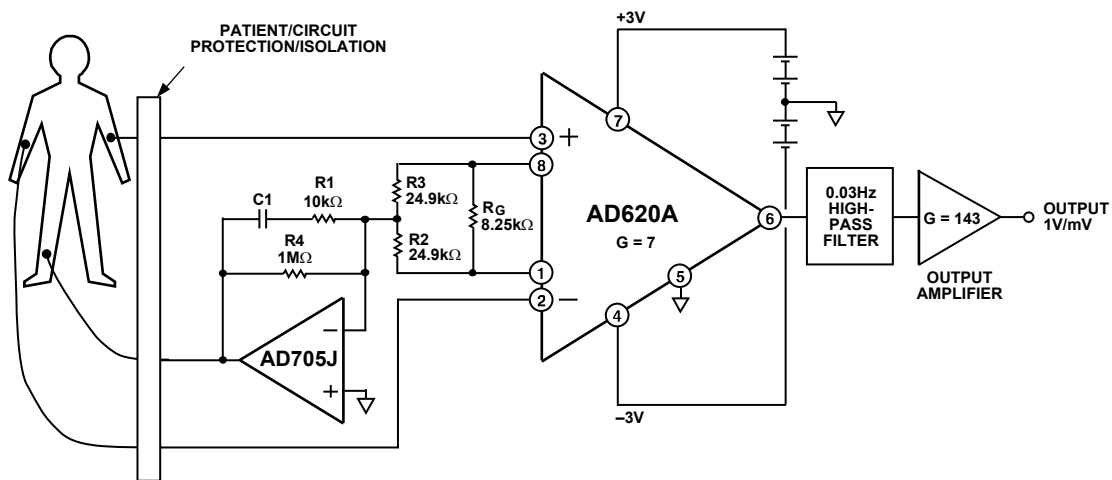 PATIENT/CIRCUIT
PROTECTION/ISOLATION
+3V
3
+
8
7
R1
10kΩ
C1
R3
24.9kΩ
RG
8.25kΩ
R4
1MΩ
R2
24.9kΩ
AD620A
G = 7
6
0.03Hz
HIGH-
PASS
FILTER
G = 143
OUTPUT
1V/mV
1
2
–
5
4
OUTPUT
AMPLIFIER
–
AD705J
+
–3V